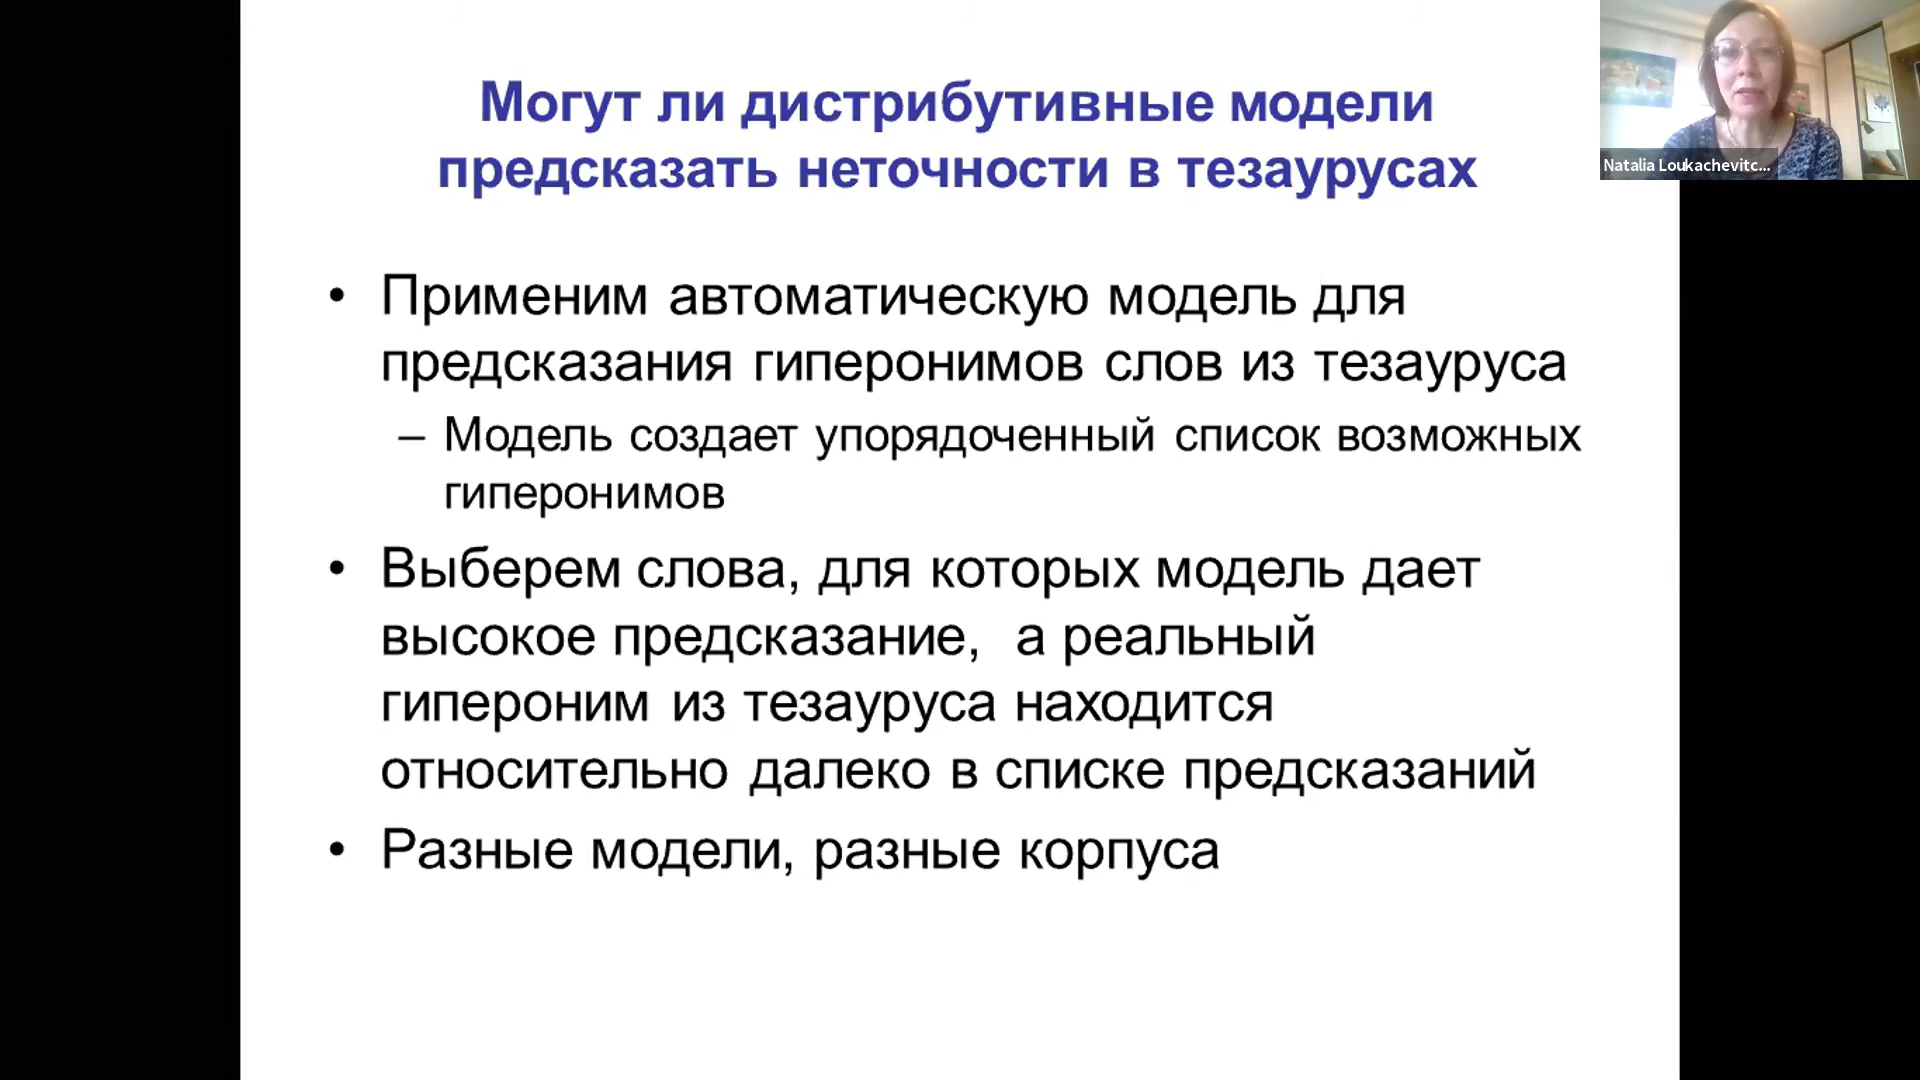 Могут ли дистрибутивные модели
предсказать неточности в тезаурусах
• Применим автоматическую модель для
предсказания гиперонимов слов из тезауруса
– Модель создает упорядоченный список возможных
гиперонимов
• Выберем слова, для которых модель дает
высокое предсказание, а реальный
гипероним из тезауруса находится
относительно далеко в списке предсказаний
• Разные модели, разные корпуса
Natalia Loukachevitc...